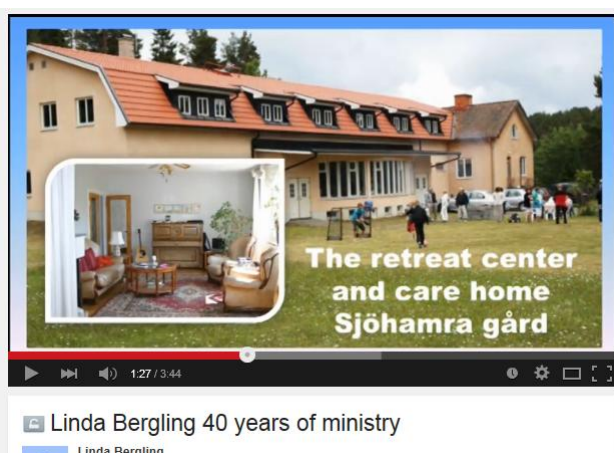 The retreat center
and care home
Sjöhamra gård
1:27 / 3:44
Linda Bergling 40 years of ministry
Linda Bergling